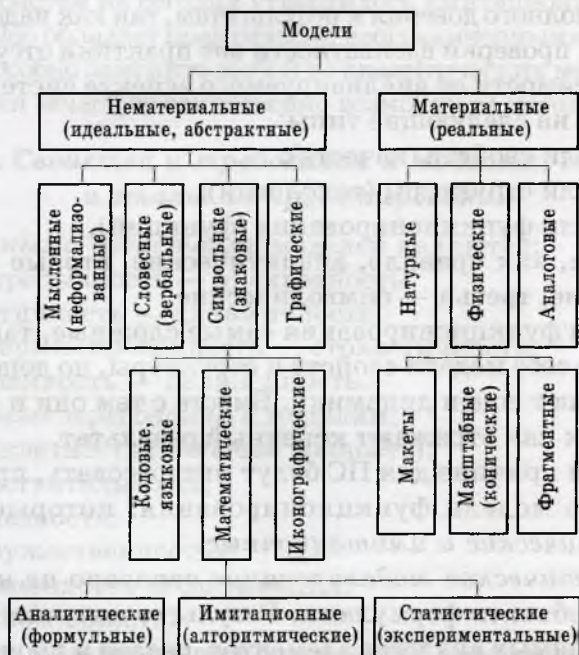 Модели
Нематериальные
(идеальные, абстрактные)
Материальные
(реальные)
Мысленные
(неформализо-
ванные)
Словесные
(вербальные)
Символьные
(знаковые)
Графические
Натурные
Физические
Аналоговые
Кодовые,
языковые
Математические
Иконографические
Макеты
Масштабные
(копические)
Фрагментные
Аналитические
(формульные)
Имитационные
(алгоритмические)
Статистические
(экспериментальные)